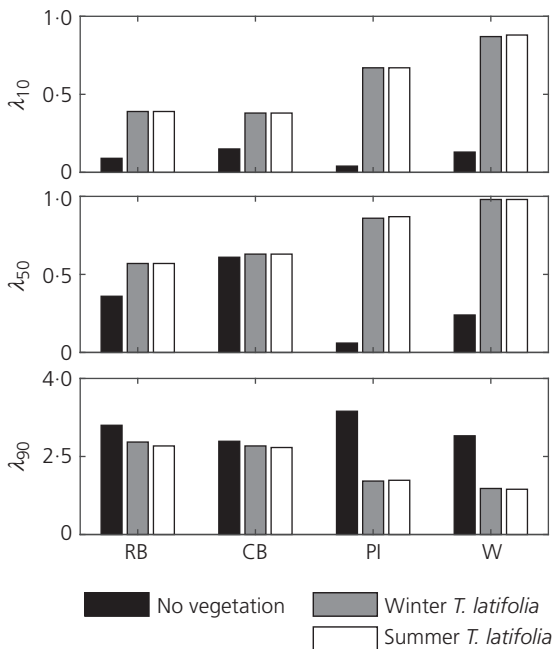 1·0
λ10
0·5
0
1·0
λ50
0·5
0
4·0
λ90
2·5
0
RB CB PI W
No vegetation
Winter T. latifolia
Summer T. latifolia